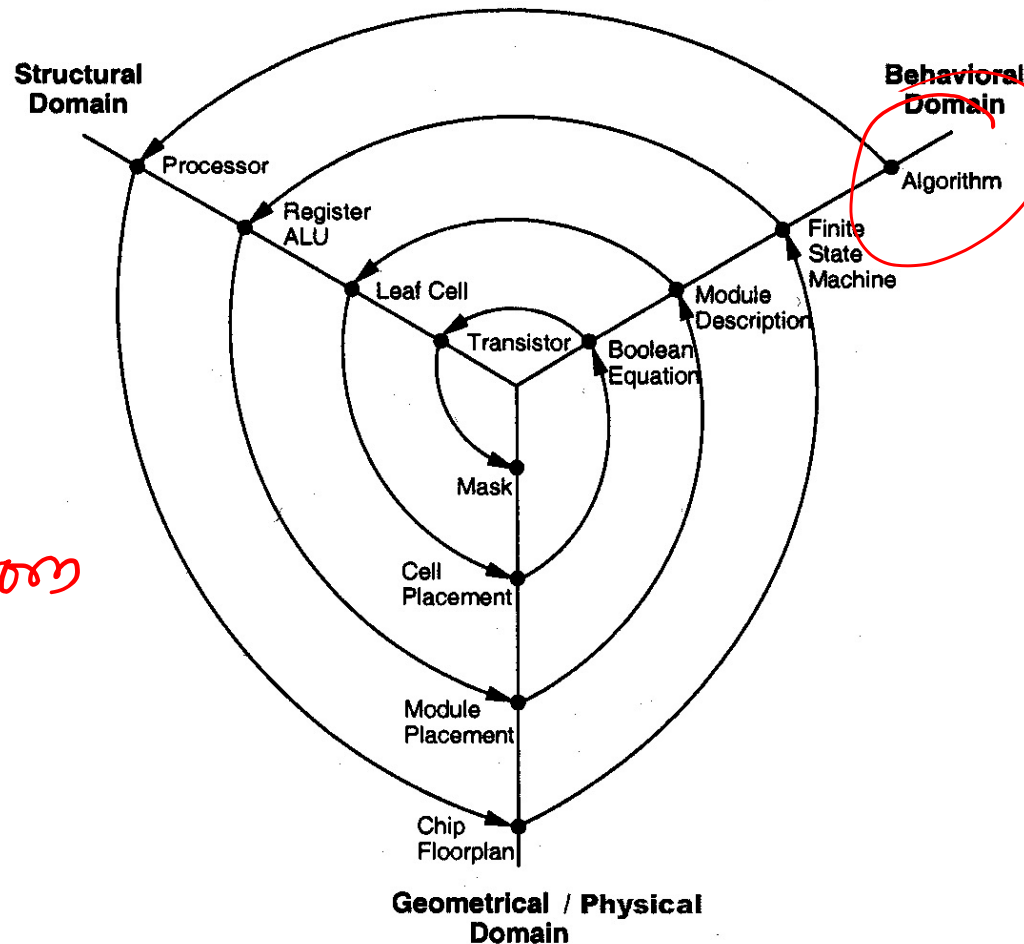 Structural
Domain
Behavioral
Domain
Processor
Algorithm
Register
ALU
Finite
State
Machine
Leaf Cell
Module
Description
Transistor
Boolean
Equation
Mask
Cell
Placement
Module
Placement
Chip
Floorplan
Geometrical / Physical
Domain